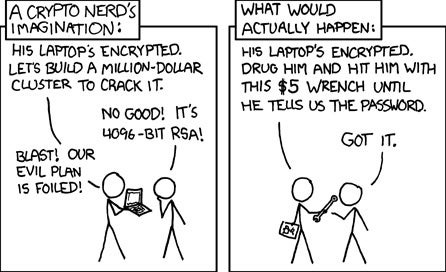 A CRYPTO NERD'S
IMAGINATION:
HIS LAPTOP'S ENCRYPTED.
LET'S BUILD A MILLION-DOLLAR
CLUSTER TO CRACK IT.
NO GOOD! IT'S
4096-BIT RSA!
BLAST! OUR
EVIL PLAN
IS FOILED!
WHAT WOULD
ACTUALLY HAPPEN:
HIS LAPTOP'S ENCRYPTED.
DRUG HIM AND HIT HIM WITH
THIS $5 WRENCH UNTIL
HE TELLS US THE PASSWORD.
GOT IT.